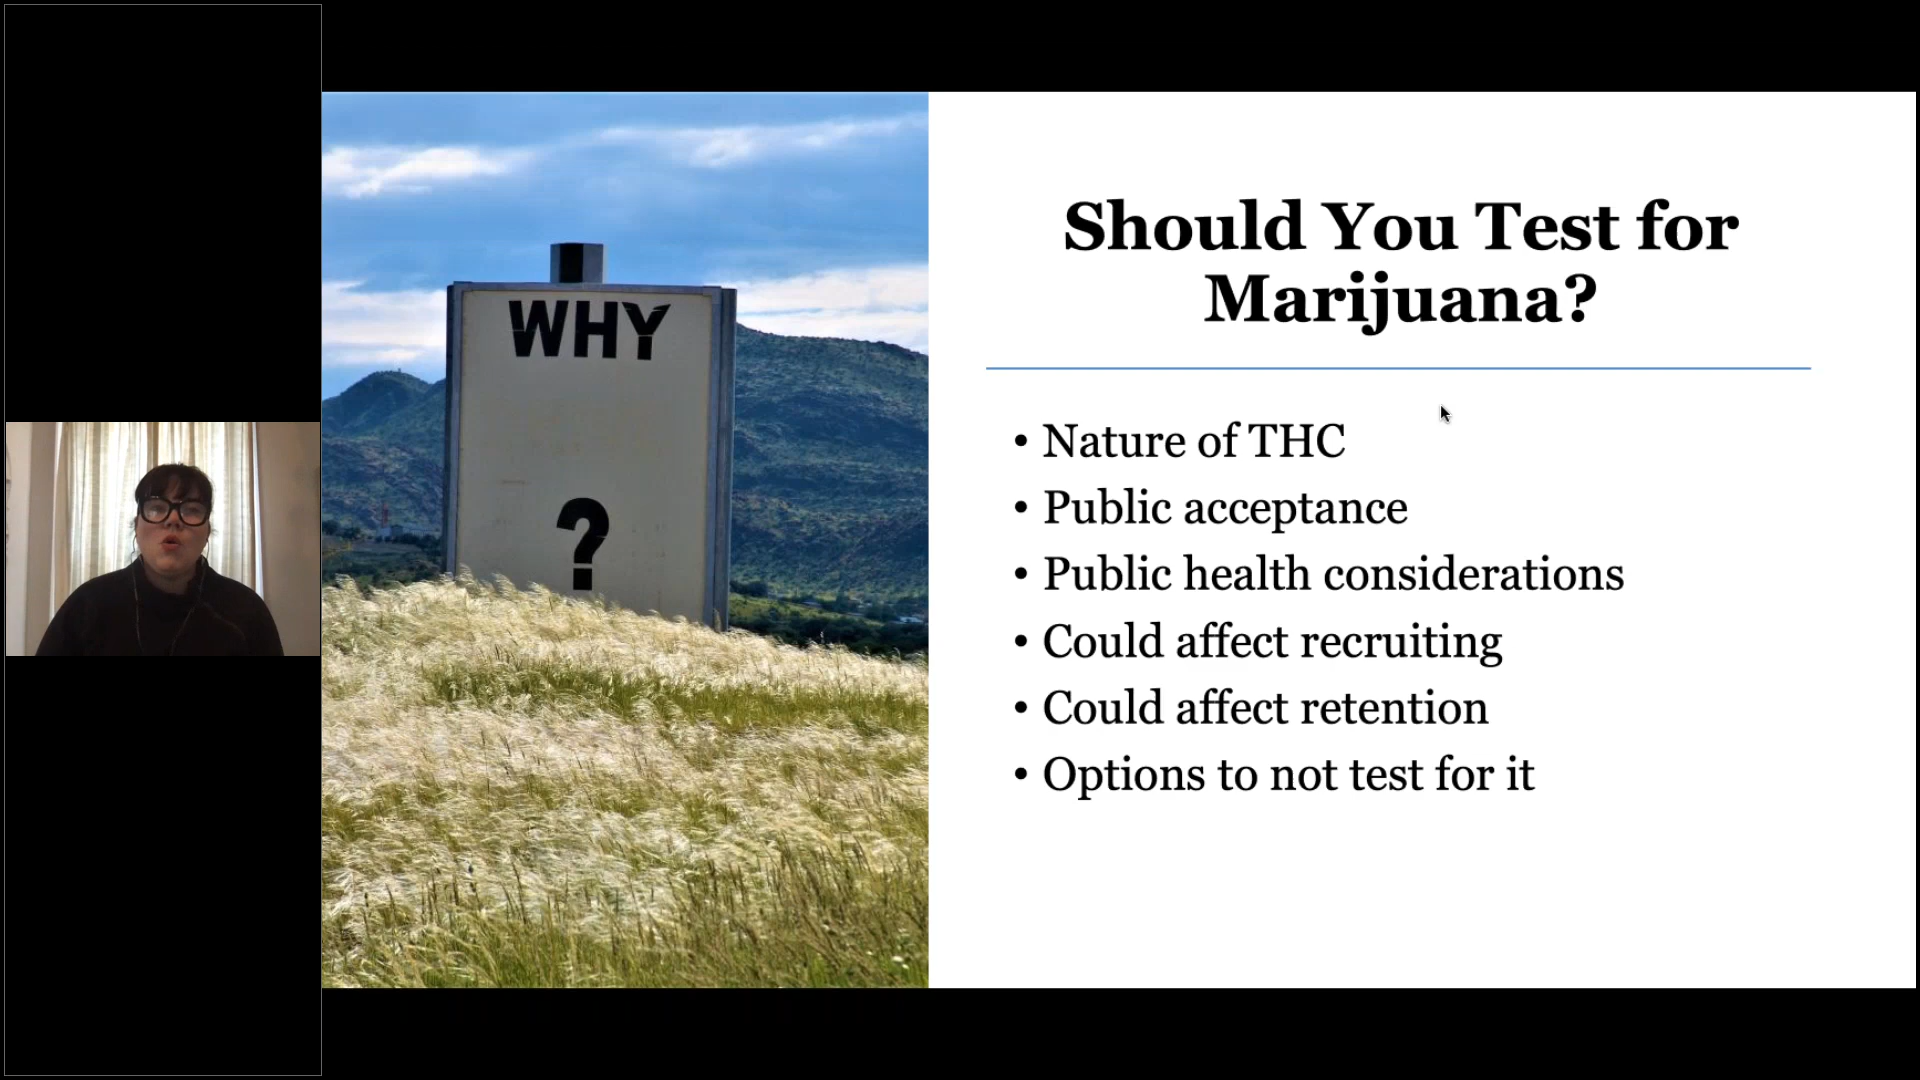 WHY
?
Should You Test for
Marijuana?
• Nature of THC
• Public acceptance
• Public health considerations
• Could affect recruiting
• Could affect retention
• Options to not test for it